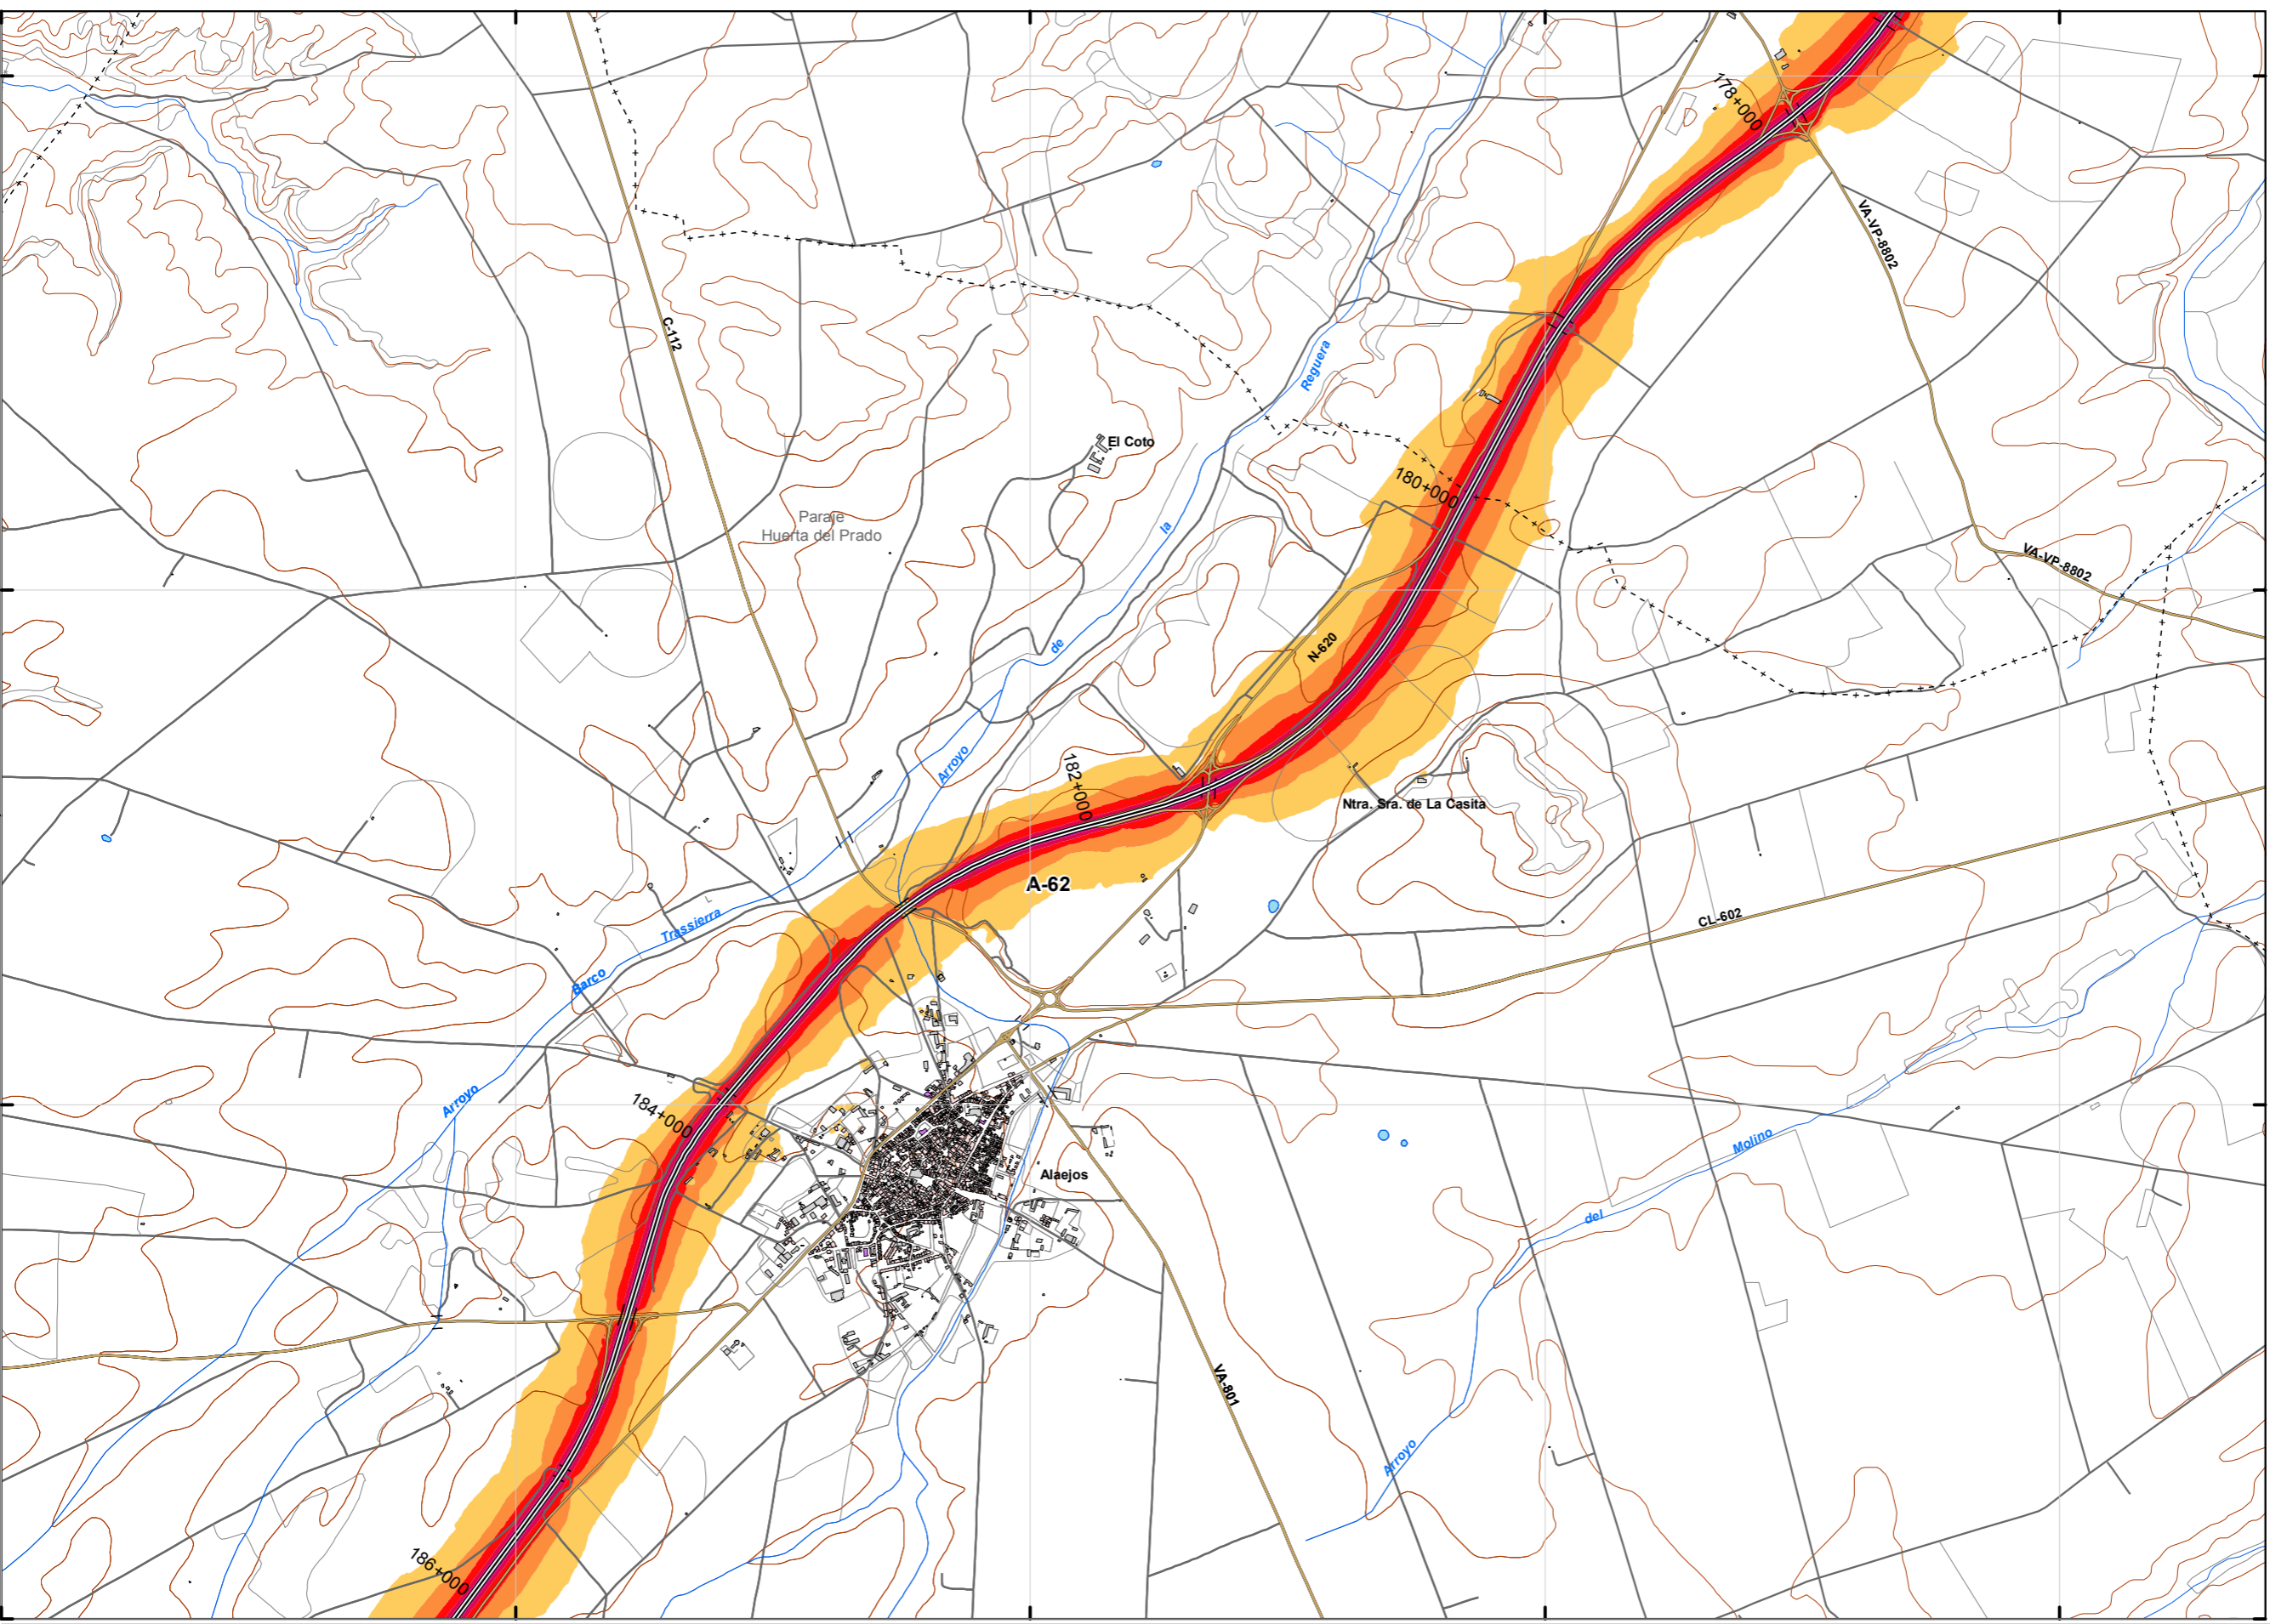 178+000
VA-VP-8802
C-112
Reguera
El Coto
180+000
Paraje
Huerta del Prado
la
VA-VP-8802
de
N-620
Arroyo
182+000
Ntra. Sra. de La Casita
A-62
CL-602
Trassierra
Barco
Arroyo
184+000
Molino
Alaejos
del
VA-801
Arroyo
186+000